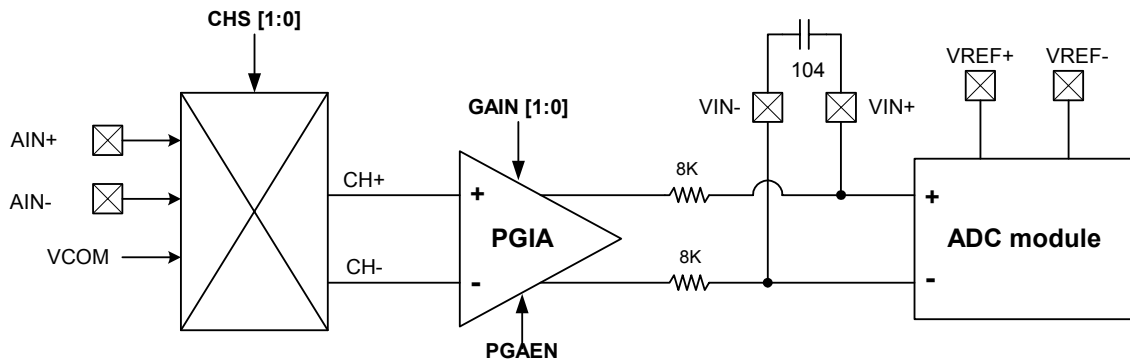 CHS [1:0]
104
VREF+
VREF-
GAIN [1:0]
VIN-
VIN+
AIN+
8K
CH+
+
+
AIN-
PGIA
ADC module
VCOM
8K
CH-
-
-
PGAEN